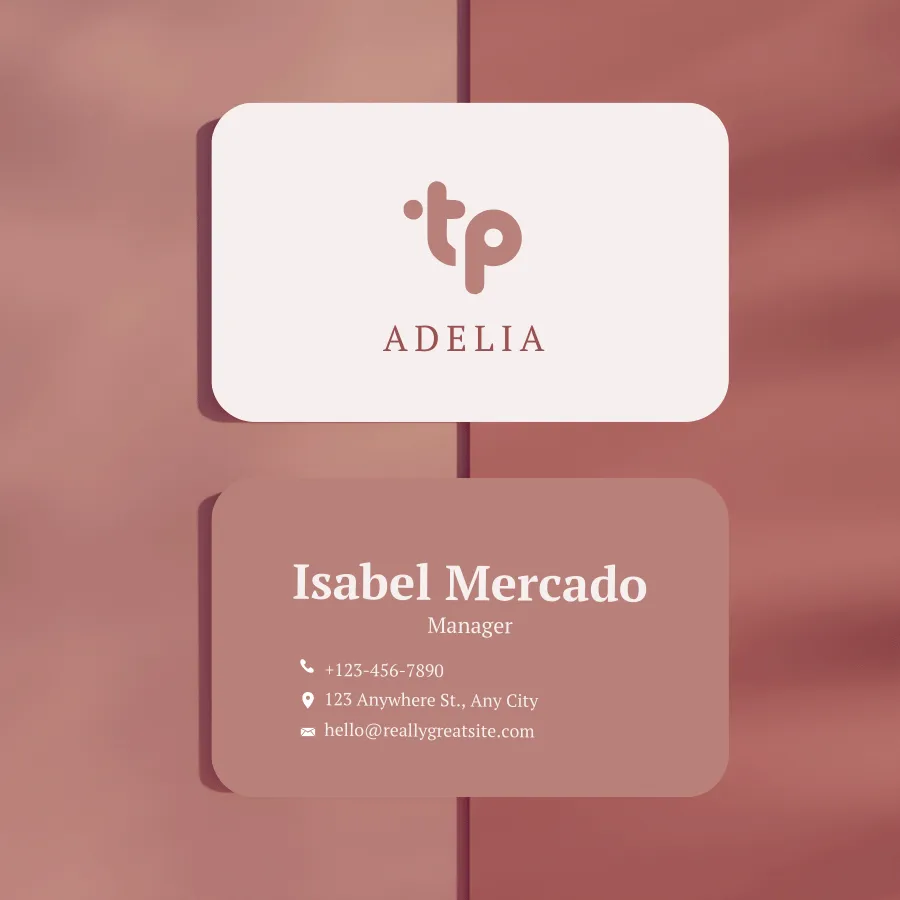 tp
ADELIA
Isabel Mercado
Manager
+123-456-7890
123 Anywhere St., Any City
hello@reallygreatsite.com